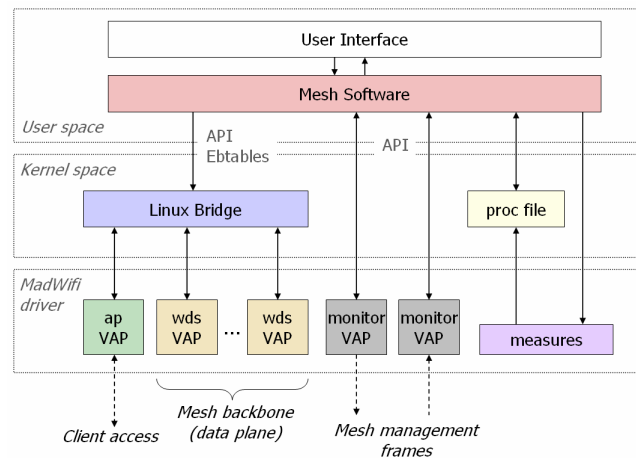 User Interface
Mesh Software
User space
API
Ebtables
API
Kernel space
Linux Bridge
proc file
MadWifi
driver
ap
VAP
wds
VAP
...
wds
VAP
monitor
VAP
monitor
VAP
measures
Client access
Mesh backbone
(data plane)
Mesh management
frames